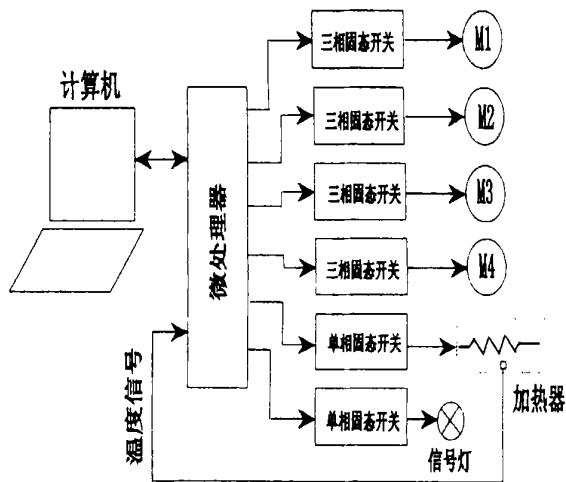 三相固态开关
M1
计算机
三相固态开关
M2
微处理器
三相固态开关
M3
三相固态开关
M4
单相固态开关
加热器
温度信号
单相固态开关
信号灯